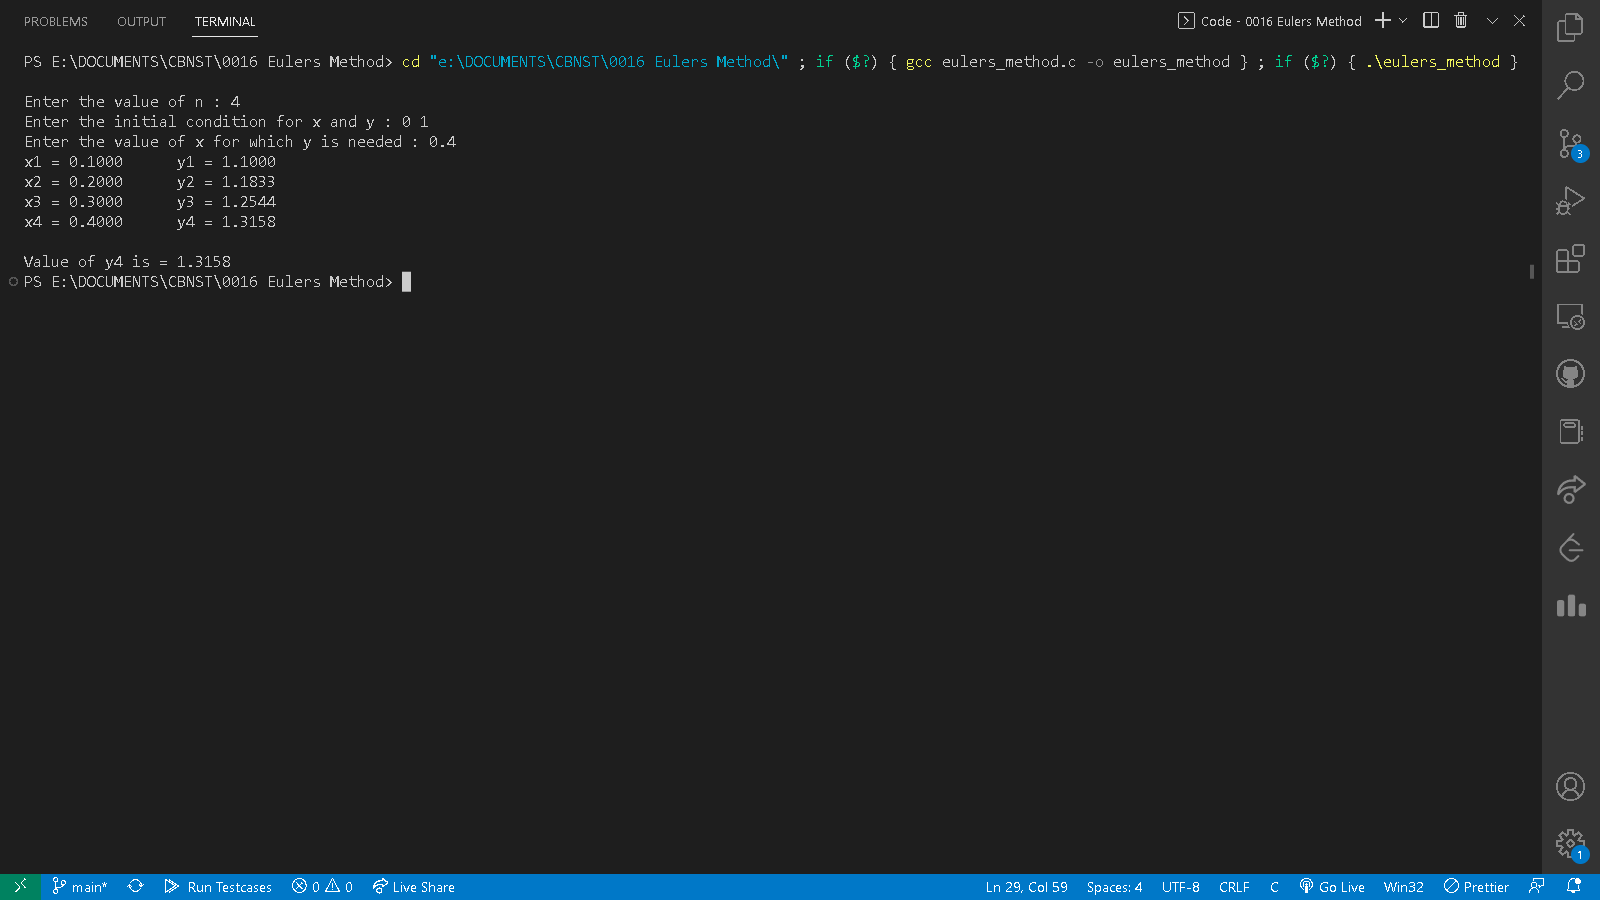 PROBLEMS OUTPUT TERMINAL Code - 0016 Eulers Method
PS E:\DOCUMENTS\CBNST\0016 Eulers Method> cd "e:\DOCUMENTS\CBNST\0016 Eulers Method\" ; if ($?) { gcc eulers_method.c -o eulers_method } ; if ($?) { .\eulers_method }
Enter the value of n : 4
Enter the initial condition for x and y : 0 1
Enter the value of x for which y is needed : 0.4
x1 = 0.1000 y1 = 1.1000
x2 = 0.2000 y2 = 1.1833
x3 = 0.3000 y3 = 1.2544
x4 = 0.4000 y4 = 1.3158
Value of y4 is = 1.3158
PS E:\DOCUMENTS\CBNST\0016 Eulers Method>
3
1
main* Run Testcases 0 0 Live Share Ln 29, Col 59 Spaces: 4 UTF-8 CRLF C Go Live Win32 Prettier